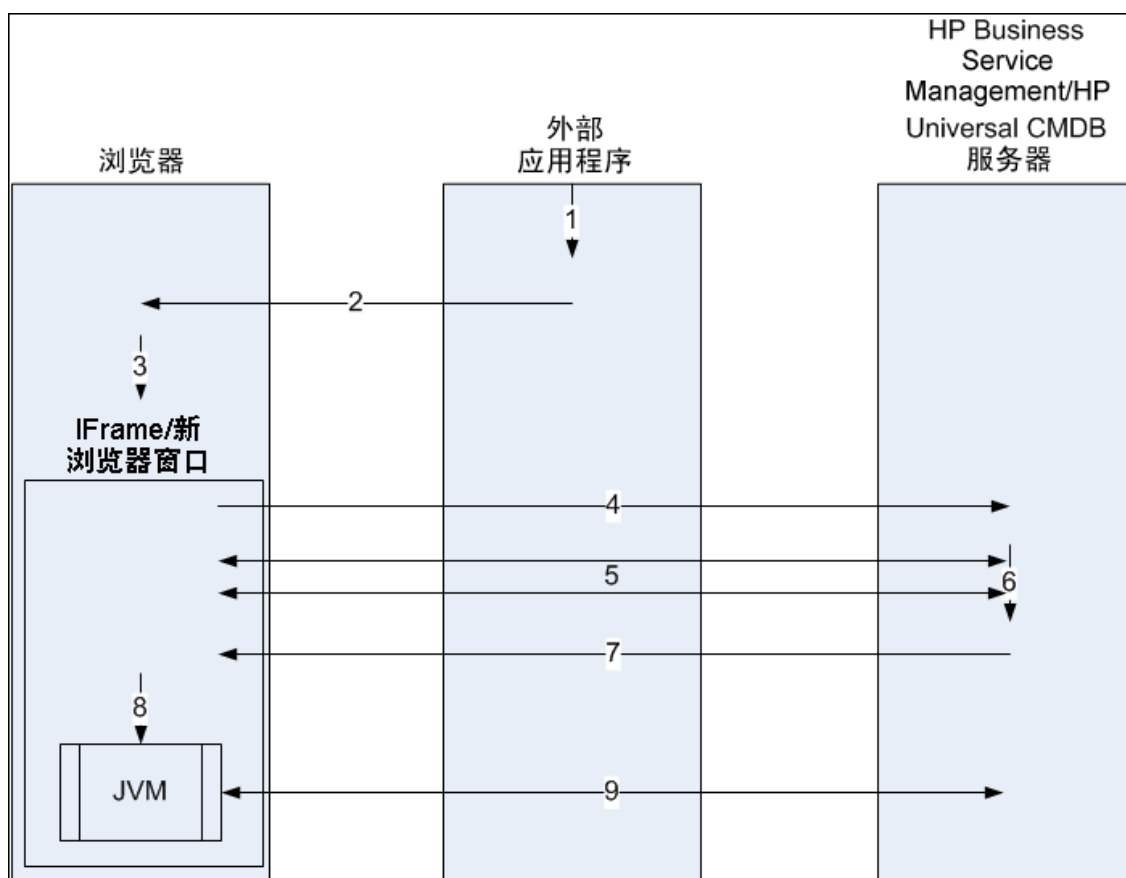 HP Business
Service
Management/HP
Universal CMDB
服务器
外部
应用程序
浏览器
1
2
3
IFrame/新
浏览器窗口
4
5
6
7
8
JVM
9